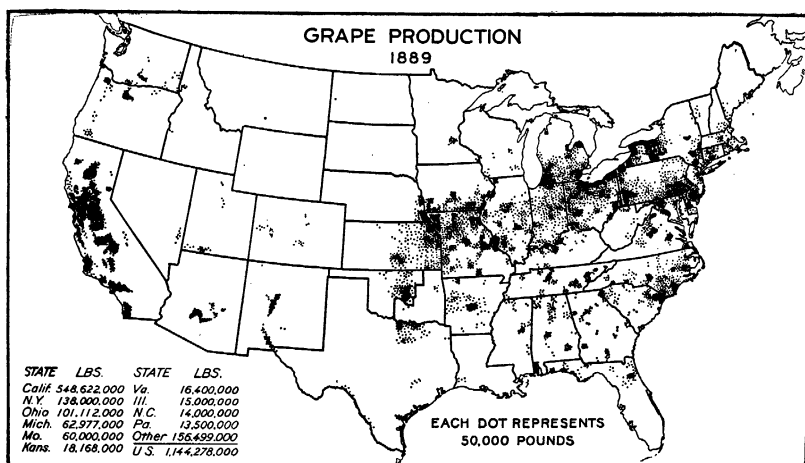 GRAPE PRODUCTION
1889
STATE LBS. STATE LBS.
Calif. 548,622,000 Va. 16,400,000
N.Y. 138,000,000 Ill. 15,000,000
Ohio 101,112,000 N.C. 14,000,000
Mich. 62,977,000 Pa. 13,500,000
Mo. 60,000,000 Other 156,499,000
Kans. 18,168,000 U.S. 1,144,278,000
EACH DOT REPRESENTS
50,000 POUNDS